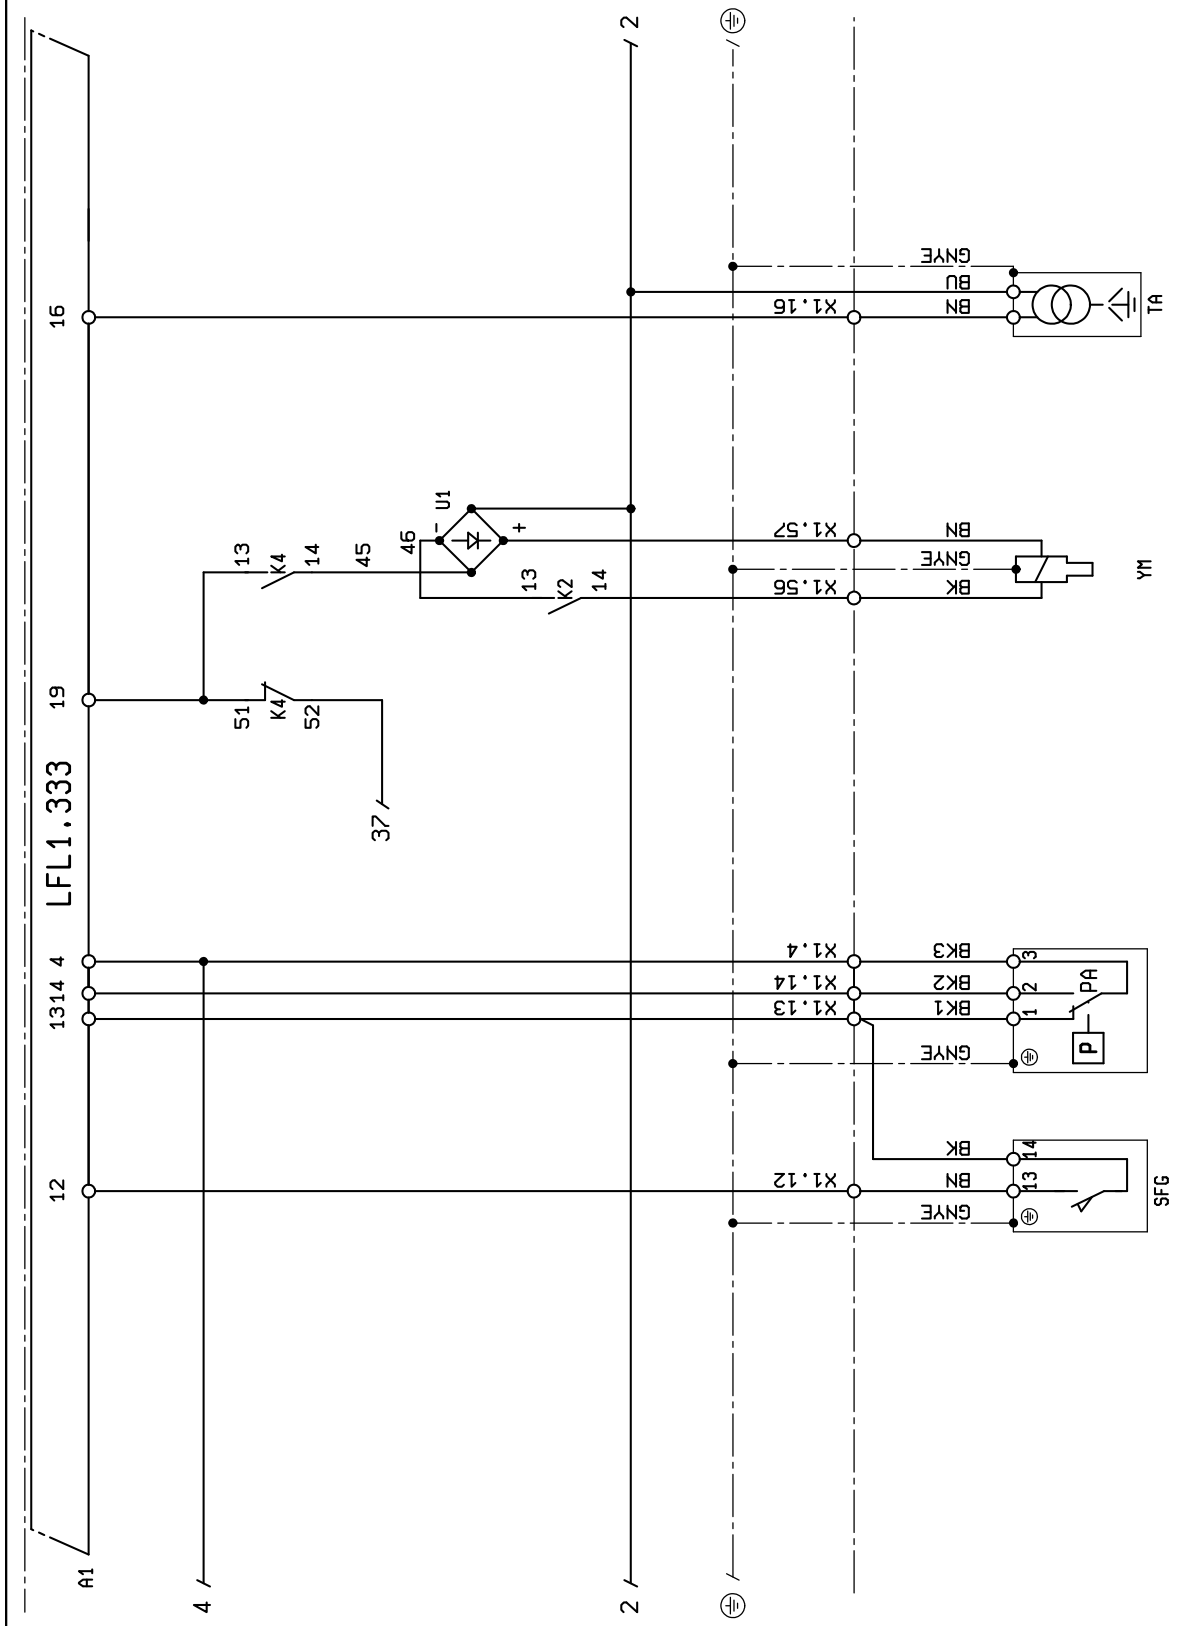 A1
LFL1.333
12
13
14
4
19
16
4
2
2
37
51
K4
52
13
K4
14
45
46
U1
-
+
13
K2
14
X1.12
X1.13
X1.14
X1.4
X1.56
X1.57
X1.16
GNYE
BN
BK
GNYE
BK1
BK2
BK3
BK
GNYE
BN
BN
BU
GNYE
13
14
SFG
1
2
3
P
PA
YM
TA